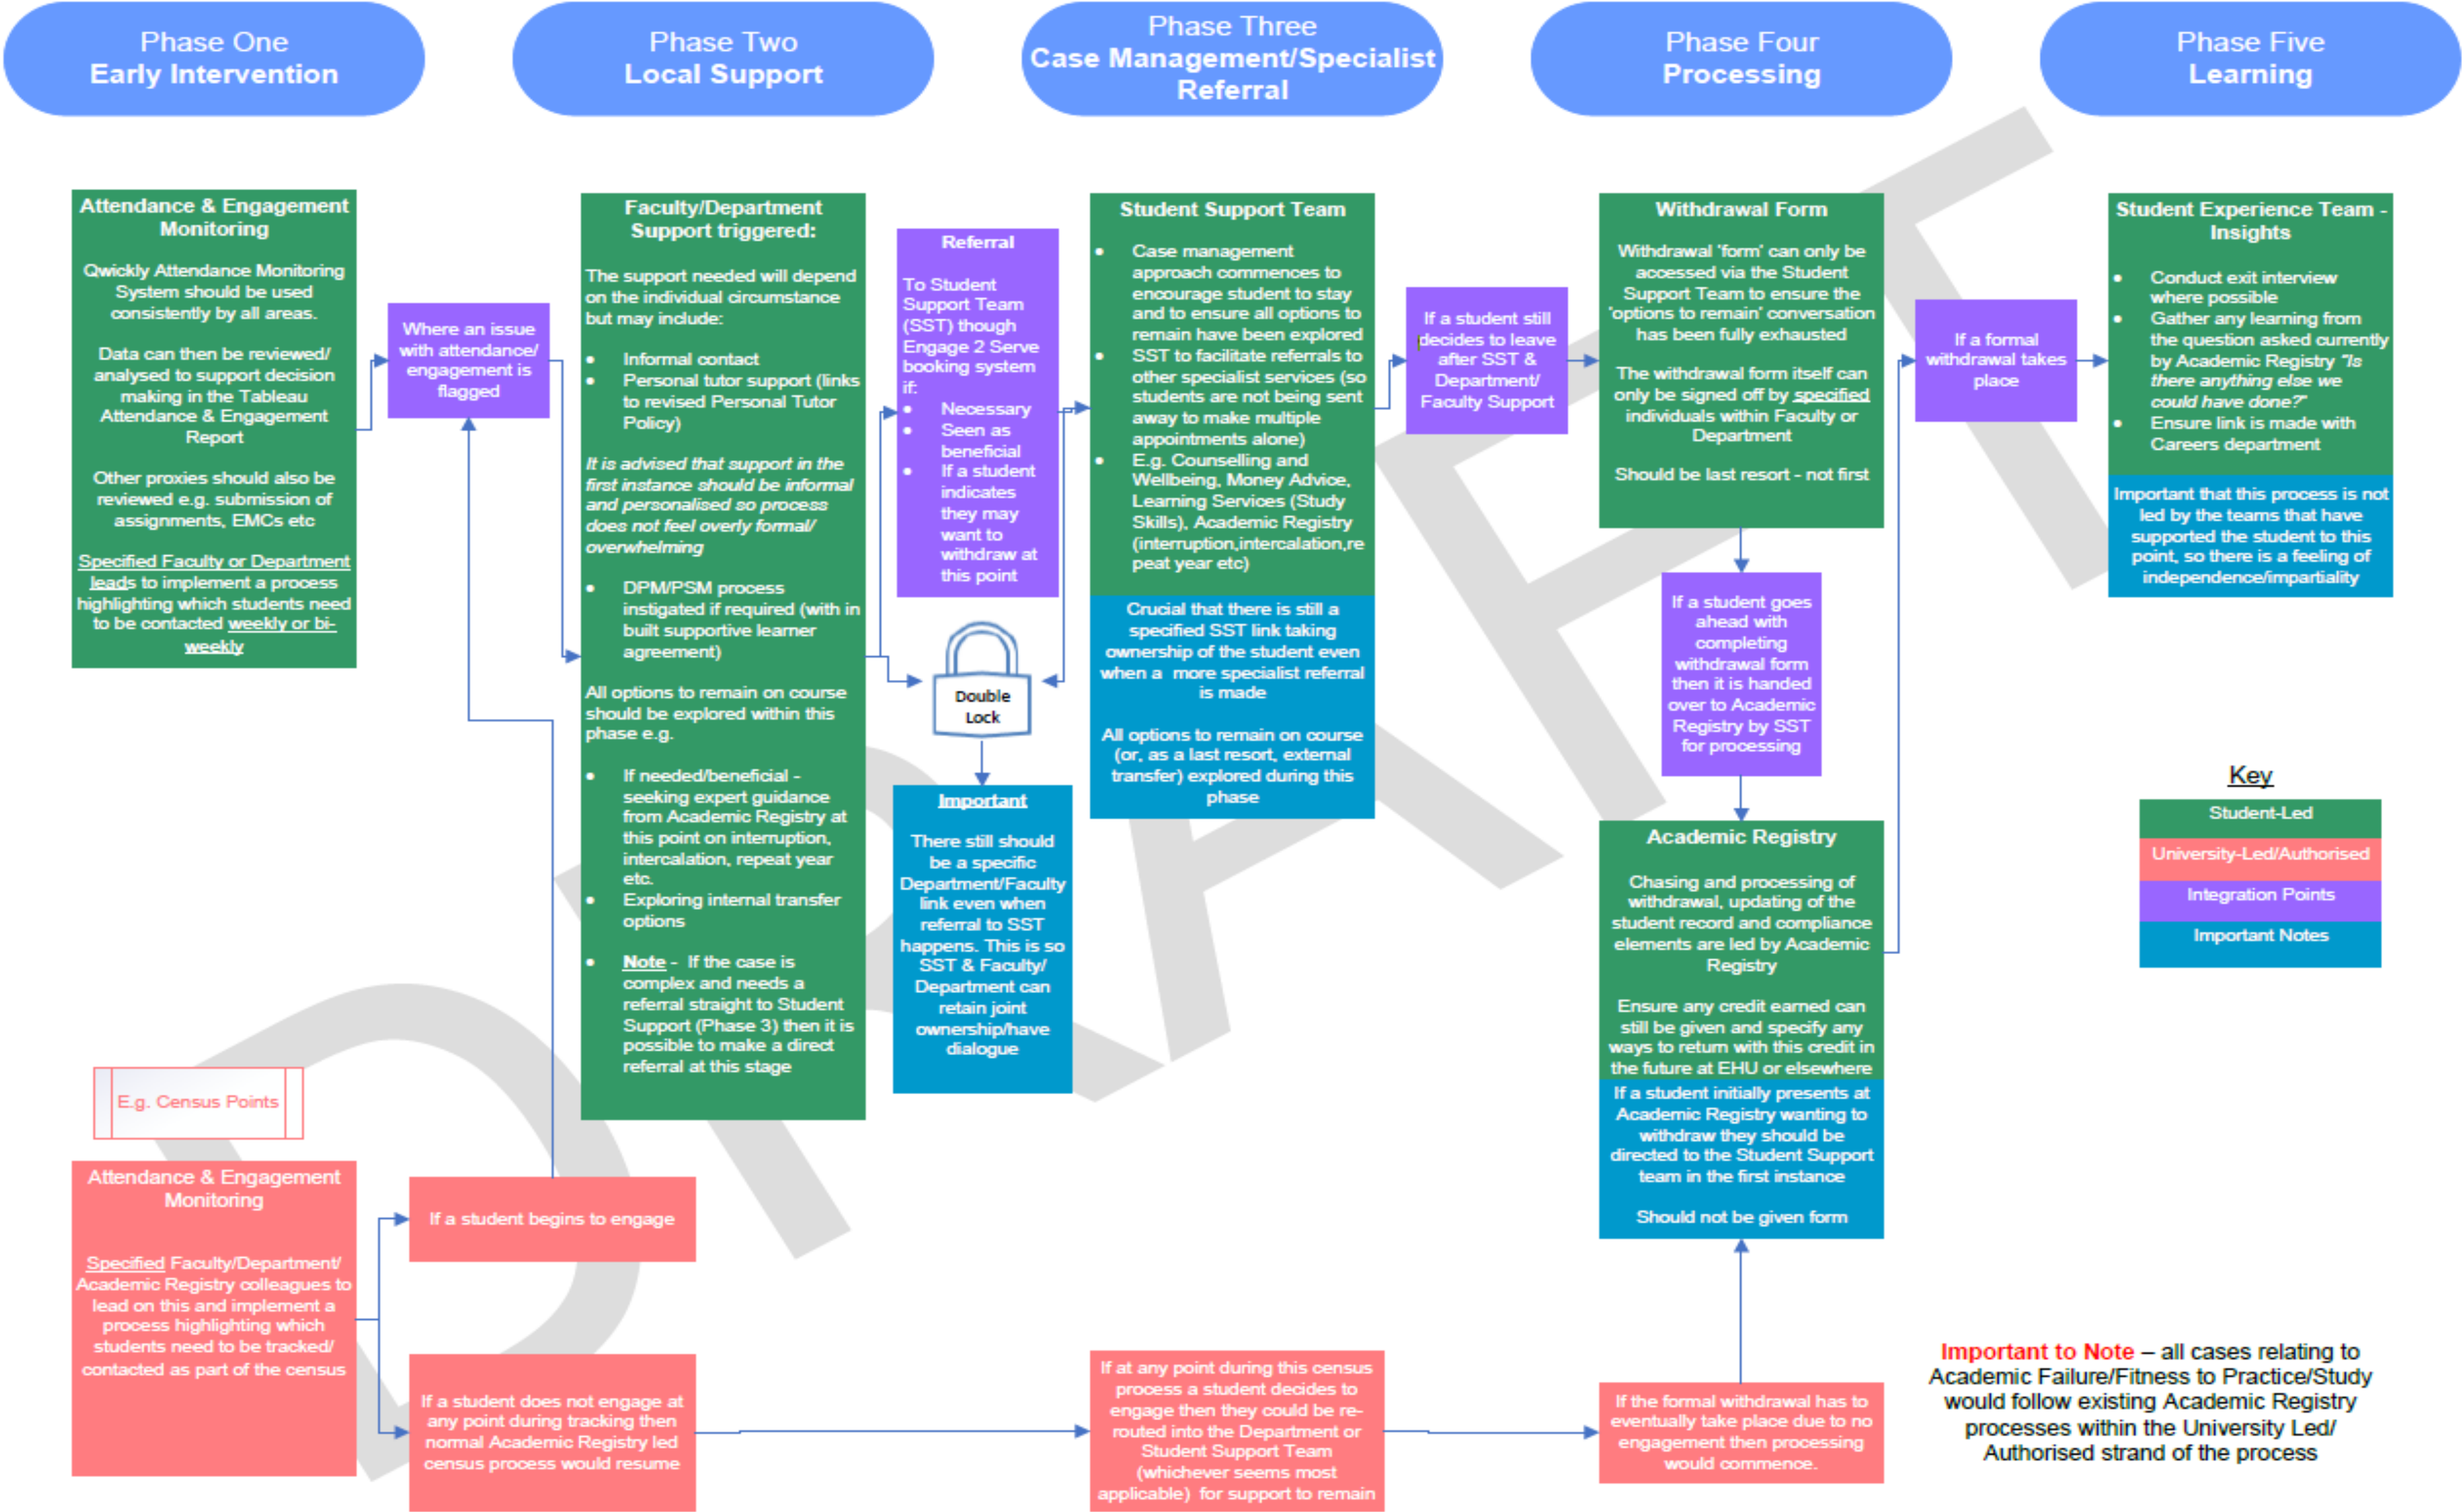 Phase One
Early Intervention
Phase Two
Local Support
Phase Three
Case Management/Specialist
Referral
Phase Four
Processing
Phase Five
Learning
Attendance & Engagement
Monitoring
Qwickly Attendance Monitoring
System should be used
consistently by all areas.
Data can then be reviewed/
analysed to support decision
making in the Tableau
Attendance & Engagement
Report
Other proxies should also be
reviewed e.g. submission of
assignments, EMCs etc
Specified Faculty or Department
leads to implement a process
highlighting which students need
to be contacted weekly or bi-
weekly
Where an issue
with attendance/
engagement is
flagged
Faculty/Department
Support triggered:
The support needed will depend
on the individual circumstance
but may include:
• Informal contact
• Personal tutor support (links
to revised Personal Tutor
Policy)
It is advised that support in the
first instance should be informal
and personalised so process
does not feel overly formal/
overwhelming
• DPM/PSM process
instigated if required (with in
built supportive learner
agreement)
All options to remain on course
should be explored within this
phase e.g.
• If needed/beneficial -
seeking expert guidance
from Academic Registry at
this point on interruption,
intercalation, repeat year
etc.
• Exploring internal transfer
options
• Note - If the case is
complex and needs a
referral straight to Student
Support (Phase 3) then it is
possible to make a direct
referral at this stage
Referral
To Student
Support Team
(SST) though
Engage 2 Serve
booking system
if:
• Necessary
• Seen as
beneficial
• If a student
indicates
they may
want to
withdraw at
this point
Double
Lock
Important
There still should
be a specific
Department/Faculty
link even when
referral to SST
happens. This is so
SST & Faculty/
Department can
retain joint
ownership/have
dialogue
Student Support Team
• Case management
approach commences to
encourage student to stay
and to ensure all options to
remain have been explored
• SST to facilitate referrals to
other specialist services (so
students are not being sent
away to make multiple
appointments alone)
• E.g. Counselling and
Wellbeing, Money Advice,
Learning Services (Study
Skills), Academic Registry
(interruption,intercalation,re
peat year etc)
Crucial that there is still a
specified SST link taking
ownership of the student even
when a more specialist referral
is made
All options to remain on course
(or, as a last resort, external
transfer) explored during this
phase
If a student still
decides to leave
after SST &
Department/
Faculty Support
Withdrawal Form
Withdrawal 'form' can only be
accessed via the Student
Support Team to ensure the
'options to remain' conversation
has been fully exhausted
The withdrawal form itself can
only be signed off by specified
individuals within Faculty or
Department
Should be last resort - not first
If a student goes
ahead with
completing
withdrawal form
then it is handed
over to Academic
Registry by SST
for processing
Academic Registry
Chasing and processing of
withdrawal, updating of the
student record and compliance
elements are led by Academic
Registry
Ensure any credit earned can
still be given and specify any
ways to return with this credit in
the future at EHU or elsewhere
If a student initially presents at
Academic Registry wanting to
withdraw they should be
directed to the Student Support
team in the first instance
Should not be given form
If a formal
withdrawal takes
place
Student Experience Team -
Insights
• Conduct exit interview
where possible
• Gather any learning from
the question asked currently
by Academic Registry "Is
there anything else we
could have done?"
• Ensure link is made with
Careers department
Important that this process is not
led by the teams that have
supported the student to this
point, so there is a feeling of
independence/impartiality
Key
Student-Led
University-Led/Authorised
Integration Points
Important Notes
E.g. Census Points
Attendance & Engagement
Monitoring
Specified Faculty/Department/
Academic Registry colleagues to
lead on this and implement a
process highlighting which
students need to be tracked/
contacted as part of the census
If a student begins to engage
If a student does not engage at
any point during tracking then
normal Academic Registry led
census process would resume
If at any point during this census
process a student decides to
engage then they could be re-
routed into the Department or
Student Support Team
(whichever seems most
applicable) for support to remain
If the formal withdrawal has to
eventually take place due to no
engagement then processing
would commence.
Important to Note – all cases relating to
Academic Failure/Fitness to Practice/Study
would follow existing Academic Registry
processes within the University Led/
Authorised strand of the process
DRAFT